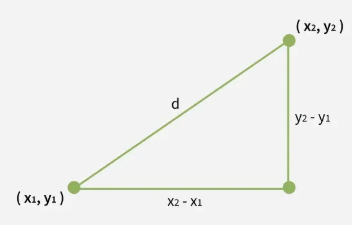 ( x₂, y₂ )
d
y₂ - y₁
( x₁, y₁ )
x₂ - x₁